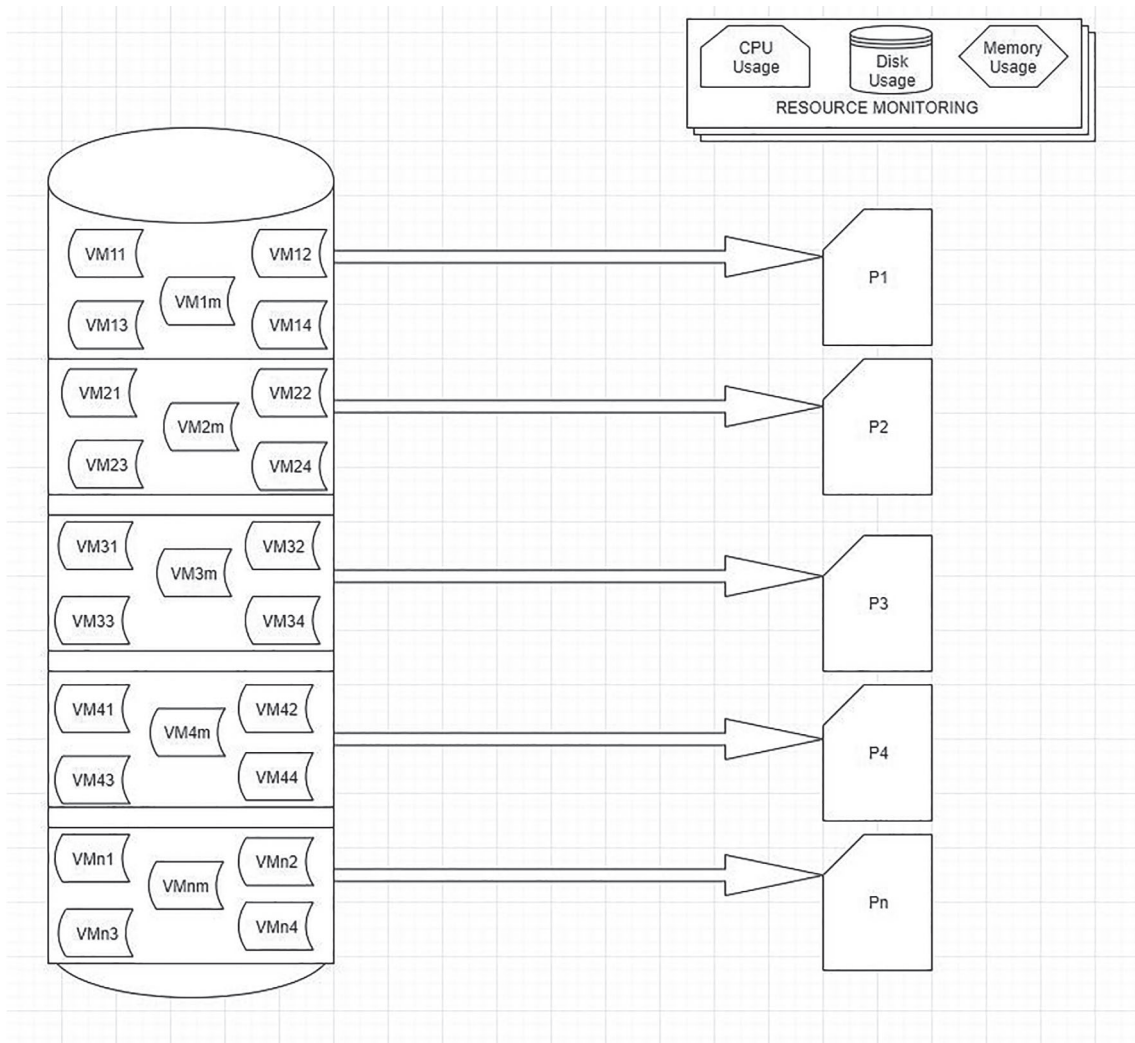 CPU
Usage
Disk
Usage
Memory
Usage
RESOURCE MONITORING
VM11
VM12
VM1m
VM13
VM14
P1
VM21
VM22
VM2m
VM23
VM24
P2
VM31
VM32
VM3m
VM33
VM34
P3
VM41
VM42
VM4m
VM43
VM44
P4
VMn1
VMn2
VMnm
VMn3
VMn4
Pn